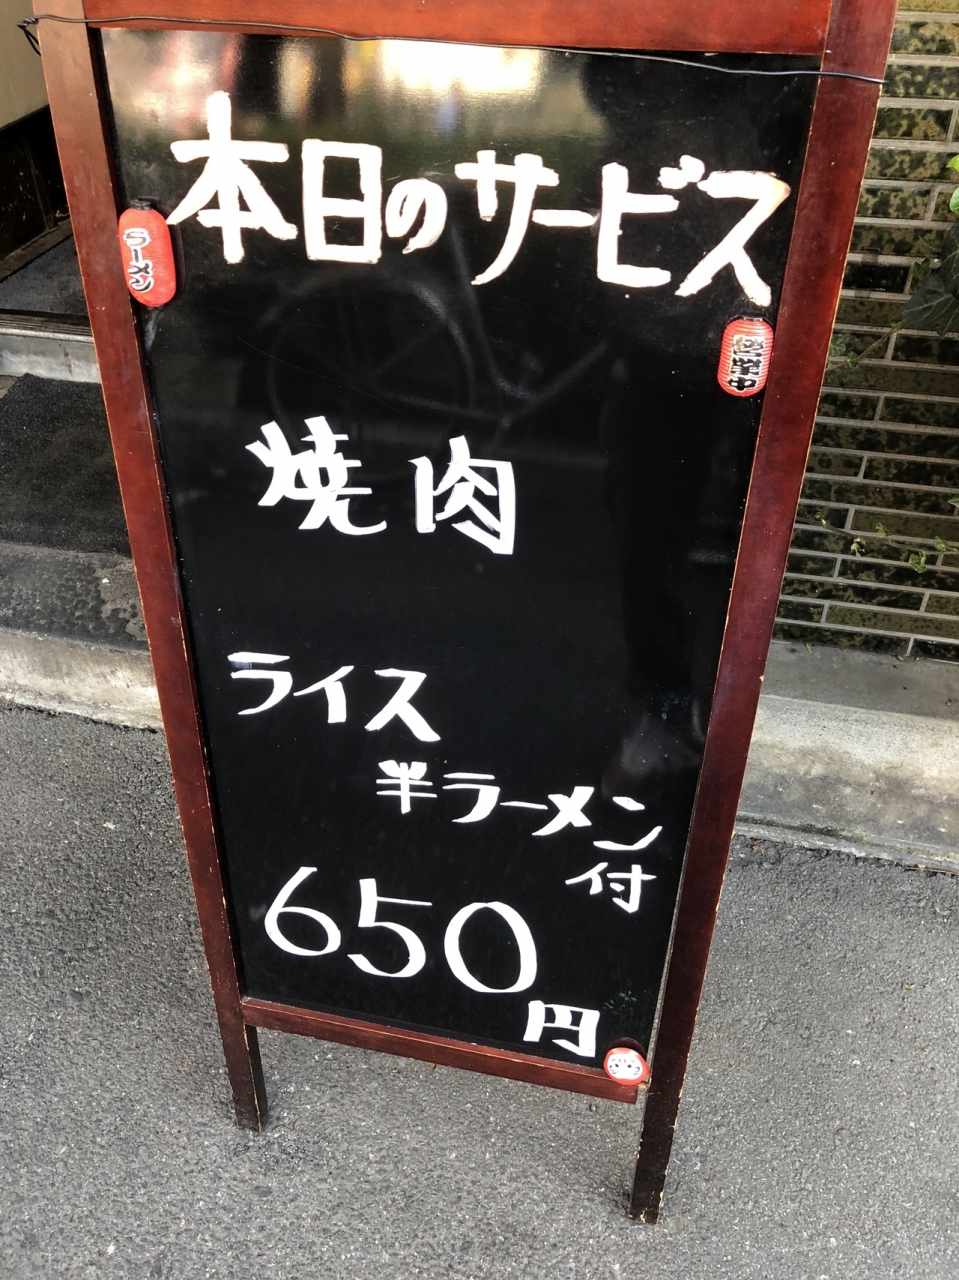 本日のサービス
ラーメン
営業中
焼肉
ライス
半ラーメン
付
650
円